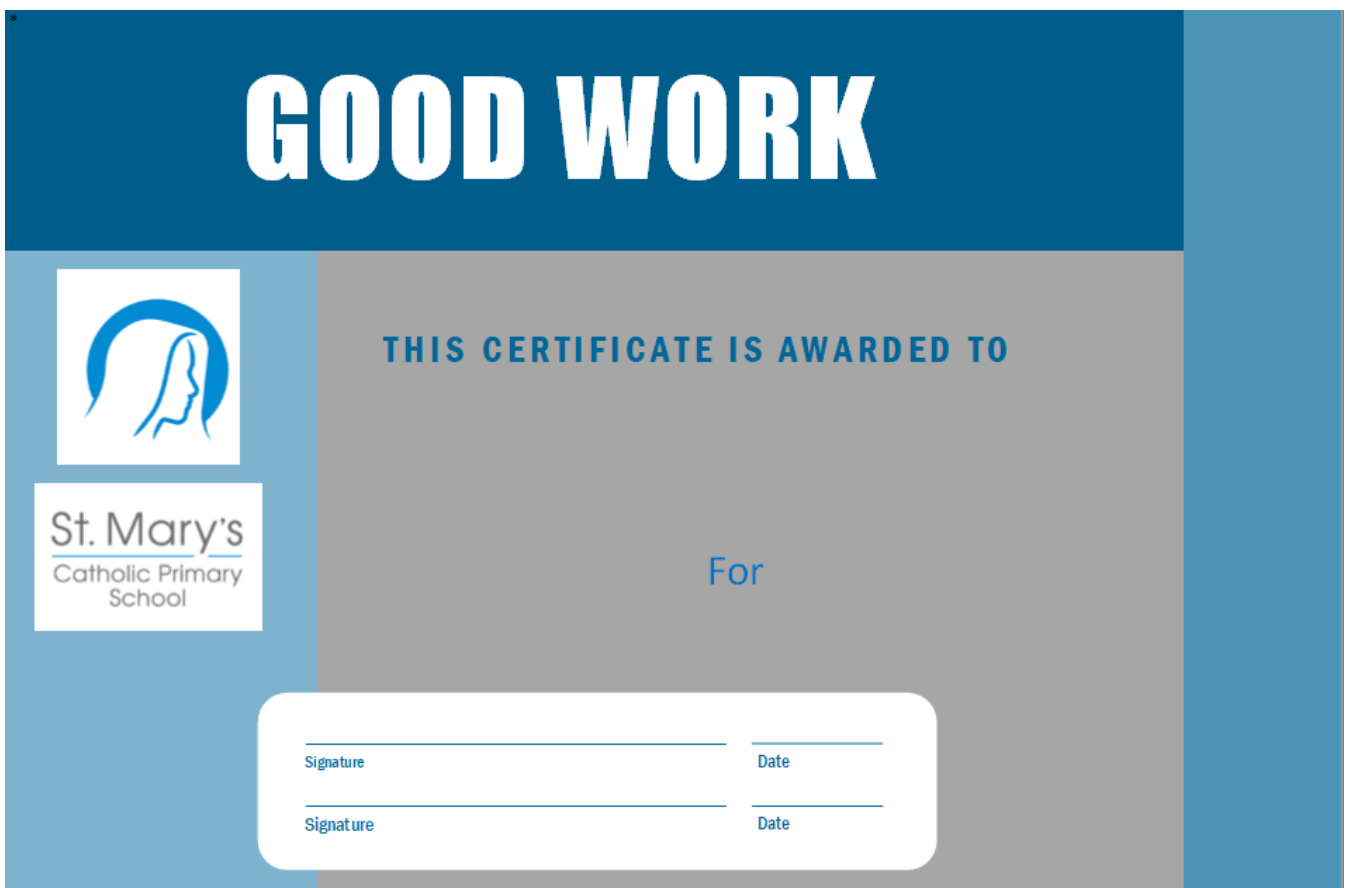 *
GOOD WORK
THIS CERTIFICATE IS AWARDED TO
St. Mary's
Catholic Primary
School
For
Signature Date
Signature Date